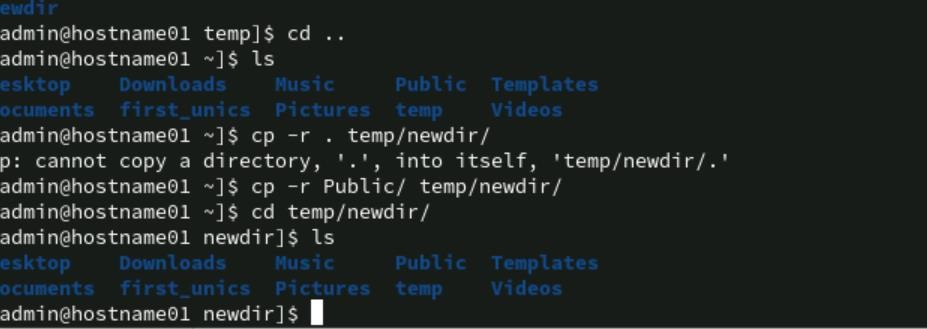 ewdir
admin@hostname01 temp]$ cd ..
admin@hostname01 ~]$ ls
esktop    Downloads     Music     Public  Templates
ocuments  first_unics  Pictures  temp    Videos
admin@hostname01 ~]$ cp -r . temp/newdir/
p: cannot copy a directory, '.', into itself, 'temp/newdir/.'
admin@hostname01 ~]$ cp -r Public/ temp/newdir/
admin@hostname01 ~]$ cd temp/newdir/
admin@hostname01 newdir]$ ls
esktop    Downloads     Music     Public  Templates
ocuments  first_unics  Pictures  temp    Videos
admin@hostname01 newdir]$